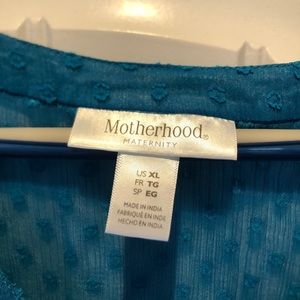 Motherhood®
MATERNITY
US XL
FR TG
SP EG
MADE IN INDIA
FABRIQUÉ EN INDE
HECHO EN INDIA